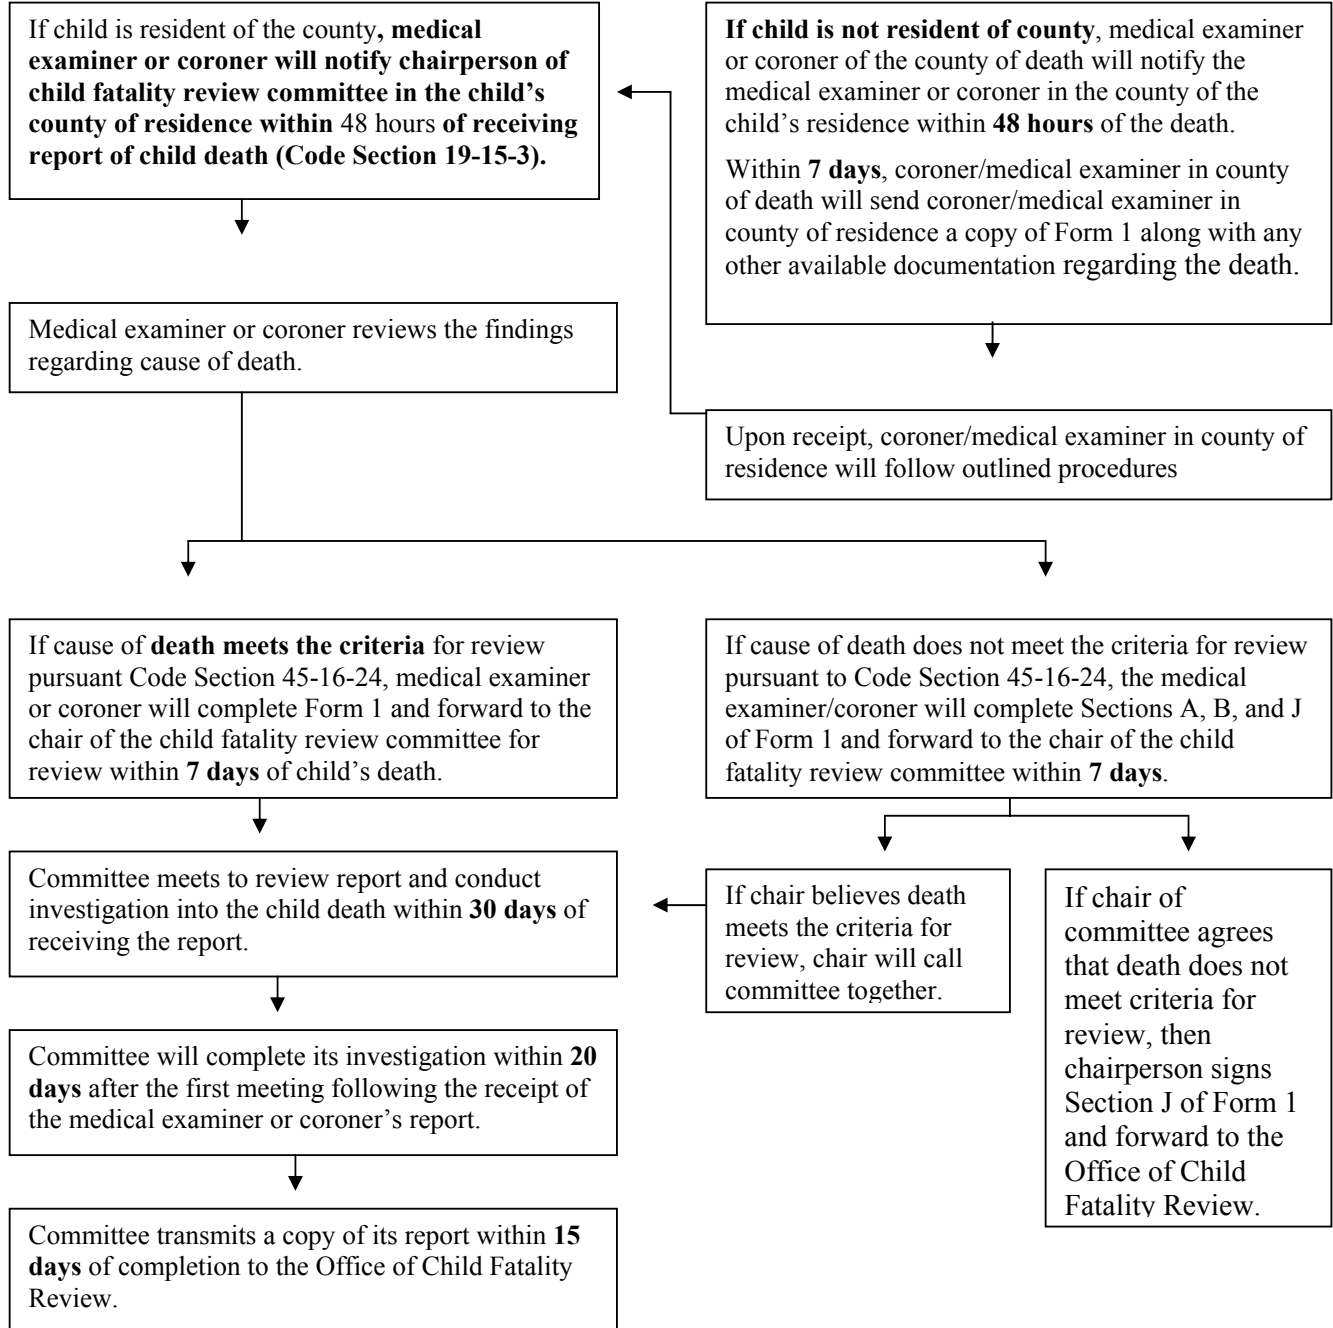 If child is resident of the county, medical
examiner or coroner will notify chairperson of
child fatality review committee in the child's
county of residence within 48 hours of receiving
report of child death (Code Section 19-15-3).
If child is not resident of county, medical examiner
or coroner of the county of death will notify the
medical examiner or coroner in the county of the
child's residence within 48 hours of the death.
Within 7 days, coroner/medical examiner in county
of death will send coroner/medical examiner in
county of residence a copy of Form 1 along with any
other available documentation regarding the death.
Medical examiner or coroner reviews the findings
regarding cause of death.
Upon receipt, coroner/medical examiner in county of
residence will follow outlined procedures
If cause of death meets the criteria for review
pursuant Code Section 45-16-24, medical examiner
or coroner will complete Form 1 and forward to the
chair of the child fatality review committee for
review within 7 days of child's death.
If cause of death does not meet the criteria for review
pursuant to Code Section 45-16-24, the medical
examiner/coroner will complete Sections A, B, and J
of Form 1 and forward to the chair of the child
fatality review committee within 7 days.
Committee meets to review report and conduct
investigation into the child death within 30 days of
receiving the report.
If chair believes death
meets the criteria for
review, chair will call
committee together.
If chair of
committee agrees
that death does not
meet criteria for
review, then
chairperson signs
Section J of Form 1
and forward to the
Office of Child
Fatality Review.
Committee will complete its investigation within 20
days after the first meeting following the receipt of
the medical examiner or coroner's report.
Committee transmits a copy of its report within 15
days of completion to the Office of Child Fatality
Review.